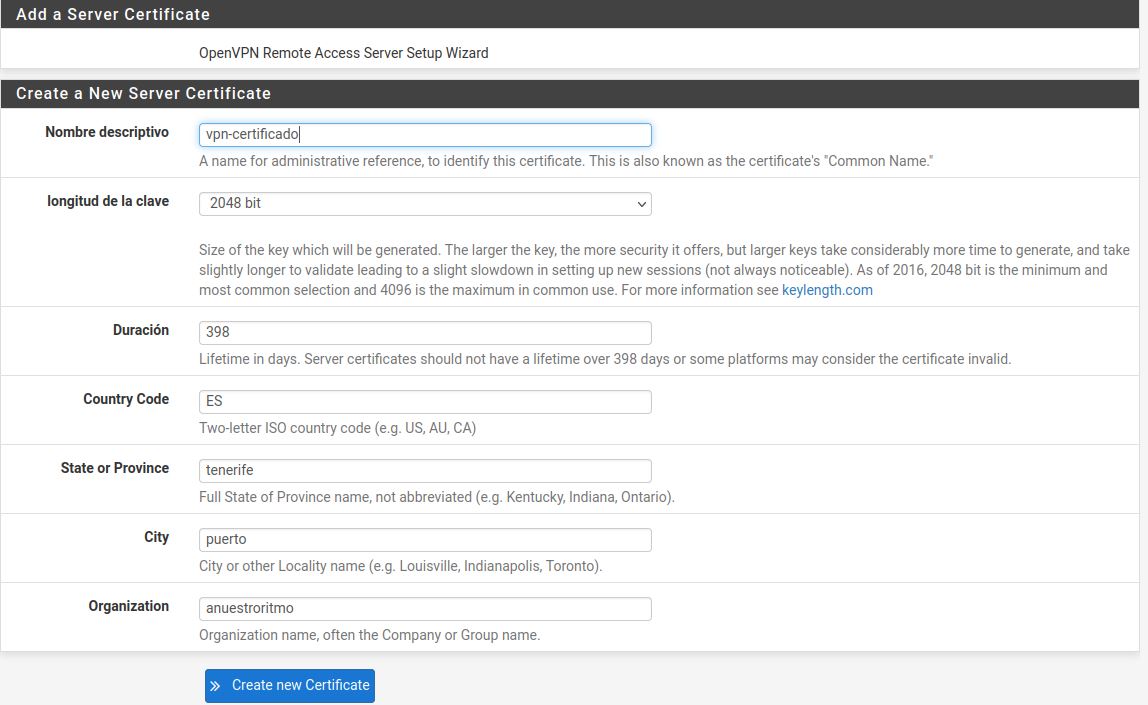 Add a Server Certificate
OpenVPN Remote Access Server Setup Wizard
Create a New Server Certificate
Nombre descriptivo
vpn-certificado
A name for administrative reference, to identify this certificate. This is also known as the certificate's "Common Name."
longitud de la clave
2048 bit
Size of the key which will be generated. The larger the key, the more security it offers, but larger keys take considerably more time to generate, and take
slightly longer to validate leading to a slight slowdown in setting up new sessions (not always noticeable). As of 2016, 2048 bit is the minimum and
most common selection and 4096 is the maximum in common use. For more information see keylength.com
Duración
398
Lifetime in days. Server certificates should not have a lifetime over 398 days or some platforms may consider the certificate invalid.
Country Code
ES
Two-letter ISO country code (e.g. US, AU, CA)
State or Province
tenerife
Full State of Province name, not abbreviated (e.g. Kentucky, Indiana, Ontario).
City
puerto
City or other Locality name (e.g. Louisville, Indianapolis, Toronto).
Organization
anuestroritmo
Organization name, often the Company or Group name.
» Create new Certificate